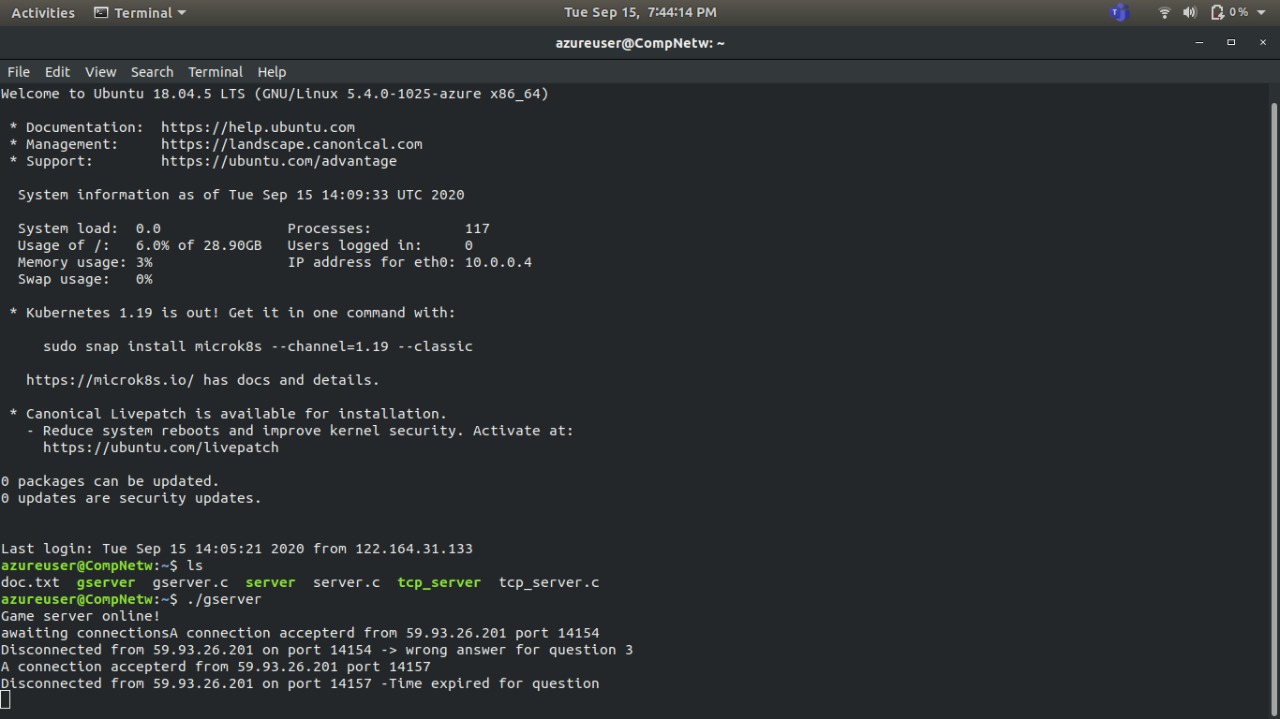 Activities Terminal Tue Sep 15, 7:44:14 PM 0 %
azureuser@CompNetw: ~
File Edit View Search Terminal Help
Welcome to Ubuntu 18.04.5 LTS (GNU/Linux 5.4.0-1025-azure x86_64)
* Documentation: https://help.ubuntu.com
* Management: https://landscape.canonical.com
* Support: https://ubuntu.com/advantage
System information as of Tue Sep 15 14:09:33 UTC 2020
System load: 0.0 Processes: 117
Usage of /: 6.0% of 28.90GB Users logged in: 0
Memory usage: 3% IP address for eth0: 10.0.0.4
Swap usage: 0%
* Kubernetes 1.19 is out! Get it in one command with:
sudo snap install microk8s --channel=1.19 --classic
https://microk8s.io/ has docs and details.
* Canonical Livepatch is available for installation.
- Reduce system reboots and improve kernel security. Activate at:
https://ubuntu.com/livepatch
0 packages can be updated.
0 updates are security updates.
Last login: Tue Sep 15 14:05:21 2020 from 122.164.31.133
azureuser@CompNetw:~$ ls
doc.txt gserver gserver.c server server.c tcp_server tcp_server.c
azureuser@CompNetw:~$ ./gserver
Game server online!
awaiting connectionsA connection accepterd from 59.93.26.201 port 14154
Disconnected from 59.93.26.201 on port 14154 -> wrong answer for question 3
A connection accepterd from 59.93.26.201 port 14157
Disconnected from 59.93.26.201 on port 14157 -Time expired for question